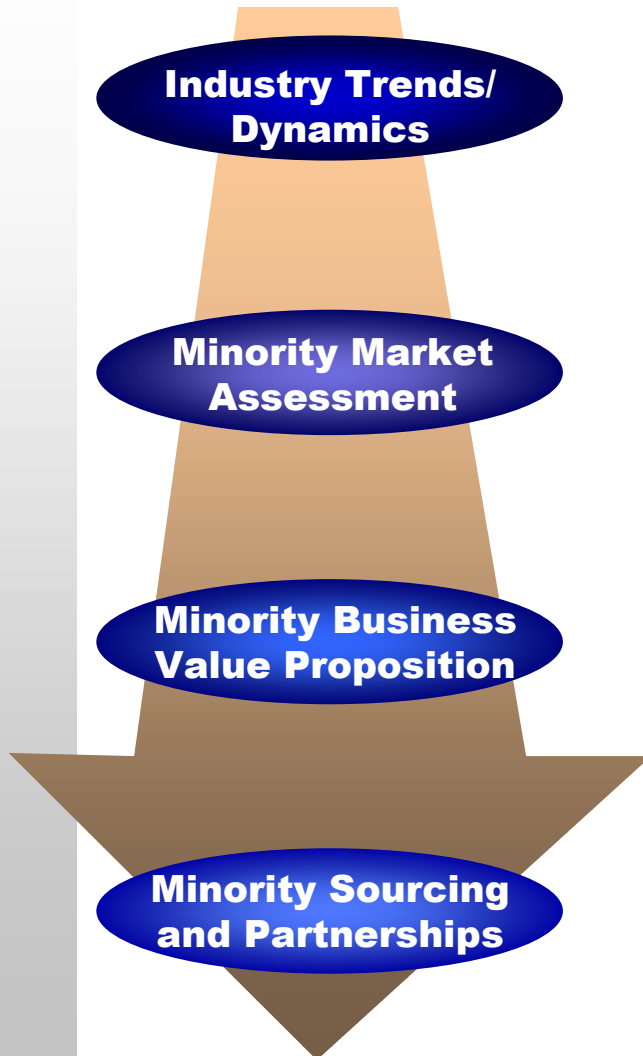 Industry Trends/
Dynamics
Minority Market
Assessment
Minority Business
Value Proposition
Minority Sourcing
and Partnerships